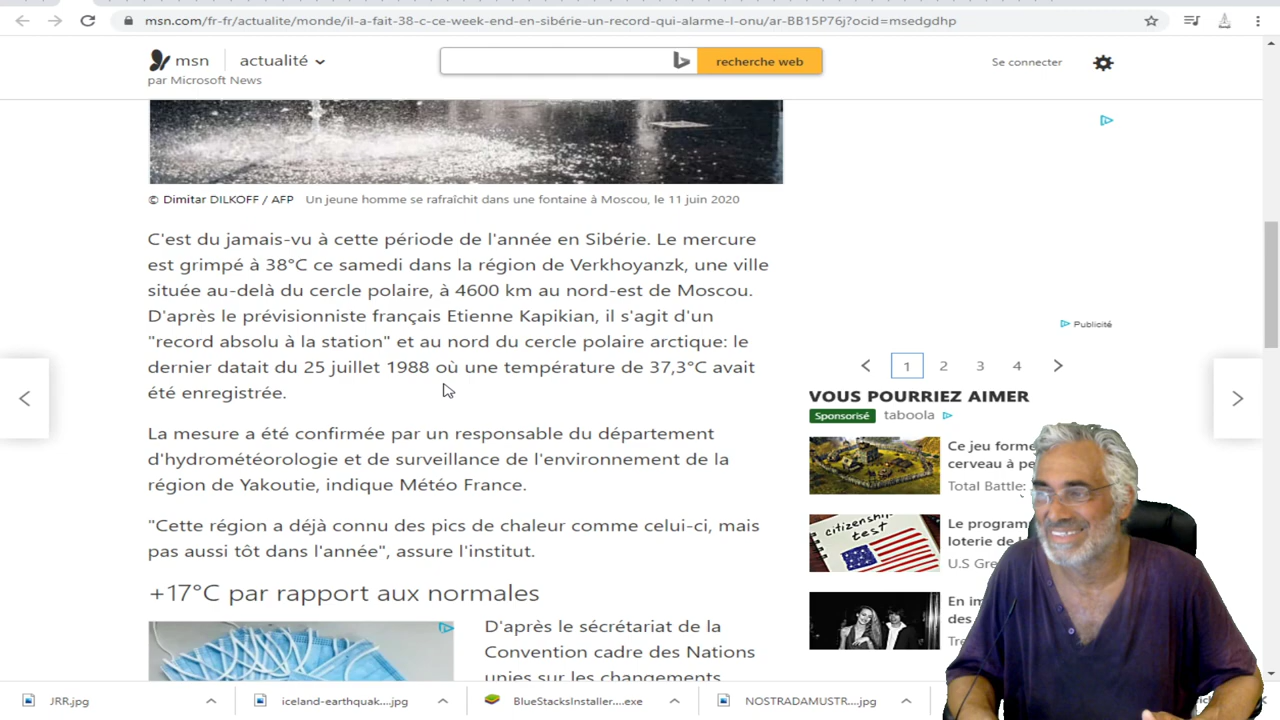 msn.com/fr-fr/actualite/monde/il-a-fait-38-c-ce-week-end-en-sibérie-un-record-qui-alarme-l-onu/ar-BB15P76j?ocid=msedgdhp
msn actualité
par Microsoft News
recherche web
Se connecter
© Dimitar DILKOFF / AFP Un jeune homme se rafraîchit dans une fontaine à Moscou, le 11 juin 2020
C'est du jamais-vu à cette période de l'année en Sibérie. Le mercure
est grimpé à 38°C ce samedi dans la région de Verkhoyanzk, une ville
située au-delà du cercle polaire, à 4600 km au nord-est de Moscou.
D'après le prévisionniste français Etienne Kapikian, il s'agit d'un
"record absolu à la station" et au nord du cercle polaire arctique: le
dernier datait du 25 juillet 1988 où une température de 37,3°C avait
été enregistrée.
La mesure a été confirmée par un responsable du département
d'hydrométéorologie et de surveillance de l'environnement de la
région de Yakoutie, indique Météo France.
"Cette région a déjà connu des pics de chaleur comme celui-ci, mais
pas aussi tôt dans l'année", assure l'institut.
+17°C par rapport aux normales
D'après le sécrétariat de la
Convention cadre des Nations
unies sur les changements
Publicité
1 2 3 4
VOUS POURRIEZ AIMER
Sponsorisé taboola
Ce jeu forme
cerveau à pe
Total Battle:
citizenship
test
Le program
loterie de l
U.S Gre
En im
des
Tre
JRR.jpg
iceland-earthquak....jpg
BlueStacksInstaller....exe
NOSTRADAMUSTR....jpg